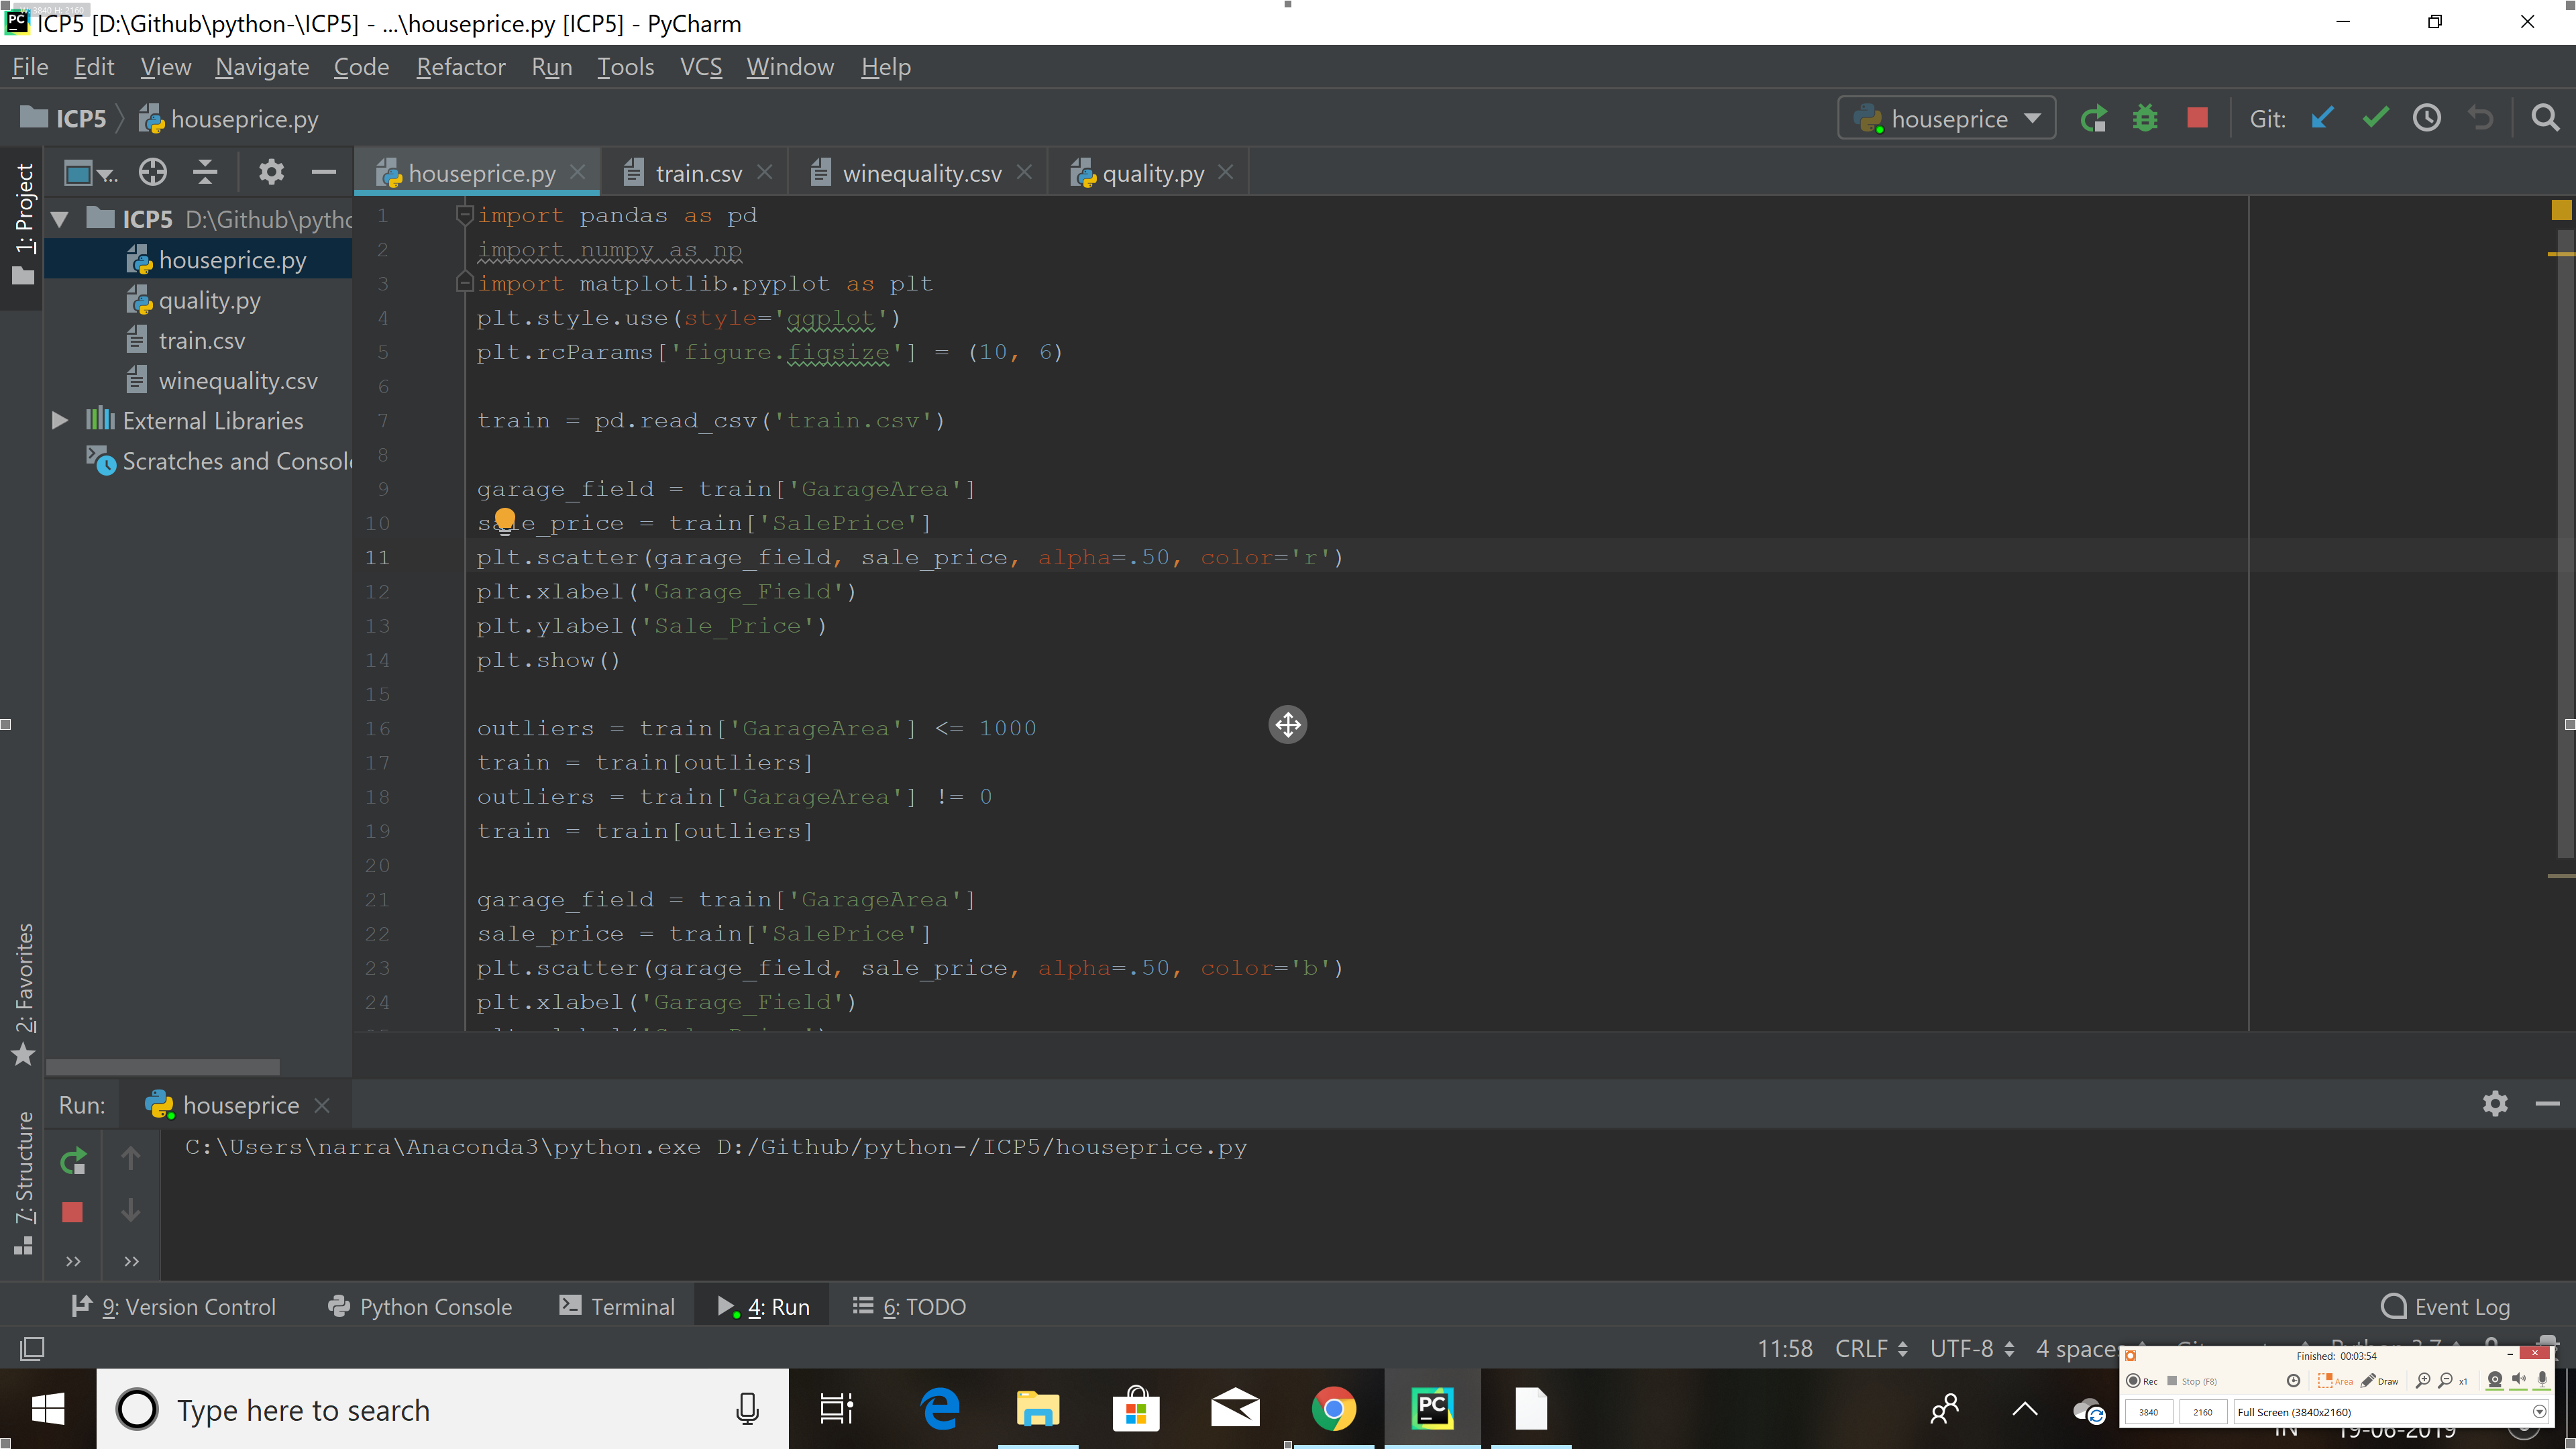 W: 3840 H: 2160
ICP5 [D:\Github\python-\ICP5] - ...\houseprice.py [ICP5] - PyCharm
File Edit View Navigate Code Refactor Run Tools VCS Window Help
ICP5 houseprice.py houseprice Git:
1: Project
houseprice.py train.csv winequality.csv quality.py
ICP5 D:\Github\pytho
houseprice.py
quality.py
train.csv
winequality.csv
External Libraries
Scratches and Console
1 import pandas as pd
2 import numpy as np
3 import matplotlib.pyplot as plt
4 plt.style.use(style='ggplot')
5 plt.rcParams['figure.figsize'] = (10, 6)
6
7 train = pd.read_csv('train.csv')
8
9 garage_field = train['GarageArea']
10 sale_price = train['SalePrice']
11 plt.scatter(garage_field, sale_price, alpha=.50, color='r')
12 plt.xlabel('Garage_Field')
13 plt.ylabel('Sale_Price')
14 plt.show()
15
16 outliers = train['GarageArea'] <= 1000
17 train = train[outliers]
18 outliers = train['GarageArea'] != 0
19 train = train[outliers]
20
21 garage_field = train['GarageArea']
22 sale_price = train['SalePrice']
23 plt.scatter(garage_field, sale_price, alpha=.50, color='b')
24 plt.xlabel('Garage_Field')
2: Favorites
7: Structure
Run: houseprice
C:\Users\narra\Anaconda3\python.exe D:/Github/python-/ICP5/houseprice.py
9: Version Control Python Console Terminal 4: Run 6: TODO Event Log
11:58 CRLF UTF-8 4 spaces
Finished: 00:03:54
Rec Stop (F8) Area Draw x1
3840 2160 Full Screen (3840x2160)
Type here to search
PC
IN 19-06-2019